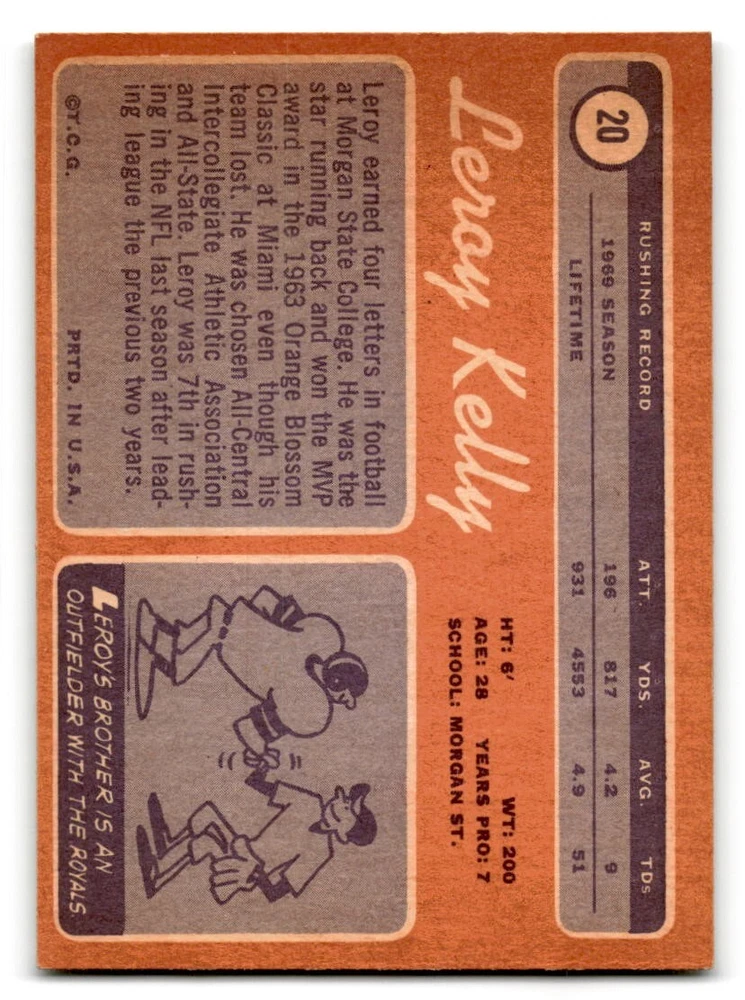 20
RUSHING RECORD ATT. YDS. AVG. TDs
1969 SEASON 196 817 4.2 9
LIFETIME 931 4553 4.9 51
Leroy Kelly
HT: 6' WT: 200
AGE: 28 YEARS PRO: 7
SCHOOL: MORGAN ST.
Leroy earned four letters in football
at Morgan State College. He was the
star running back and won the MVP
award in the 1963 Orange Blossom
Classic at Miami even though his
team lost. He was chosen All-Central
Intercollegiate Athletic Association
and All-State. Leroy was 7th in rush-
ing in the NFL last season after lead-
ing league the previous two years.
©T.C.G. PRTD. IN U.S.A.
LEROY'S BROTHER IS AN
OUTFIELDER WITH THE ROYALS